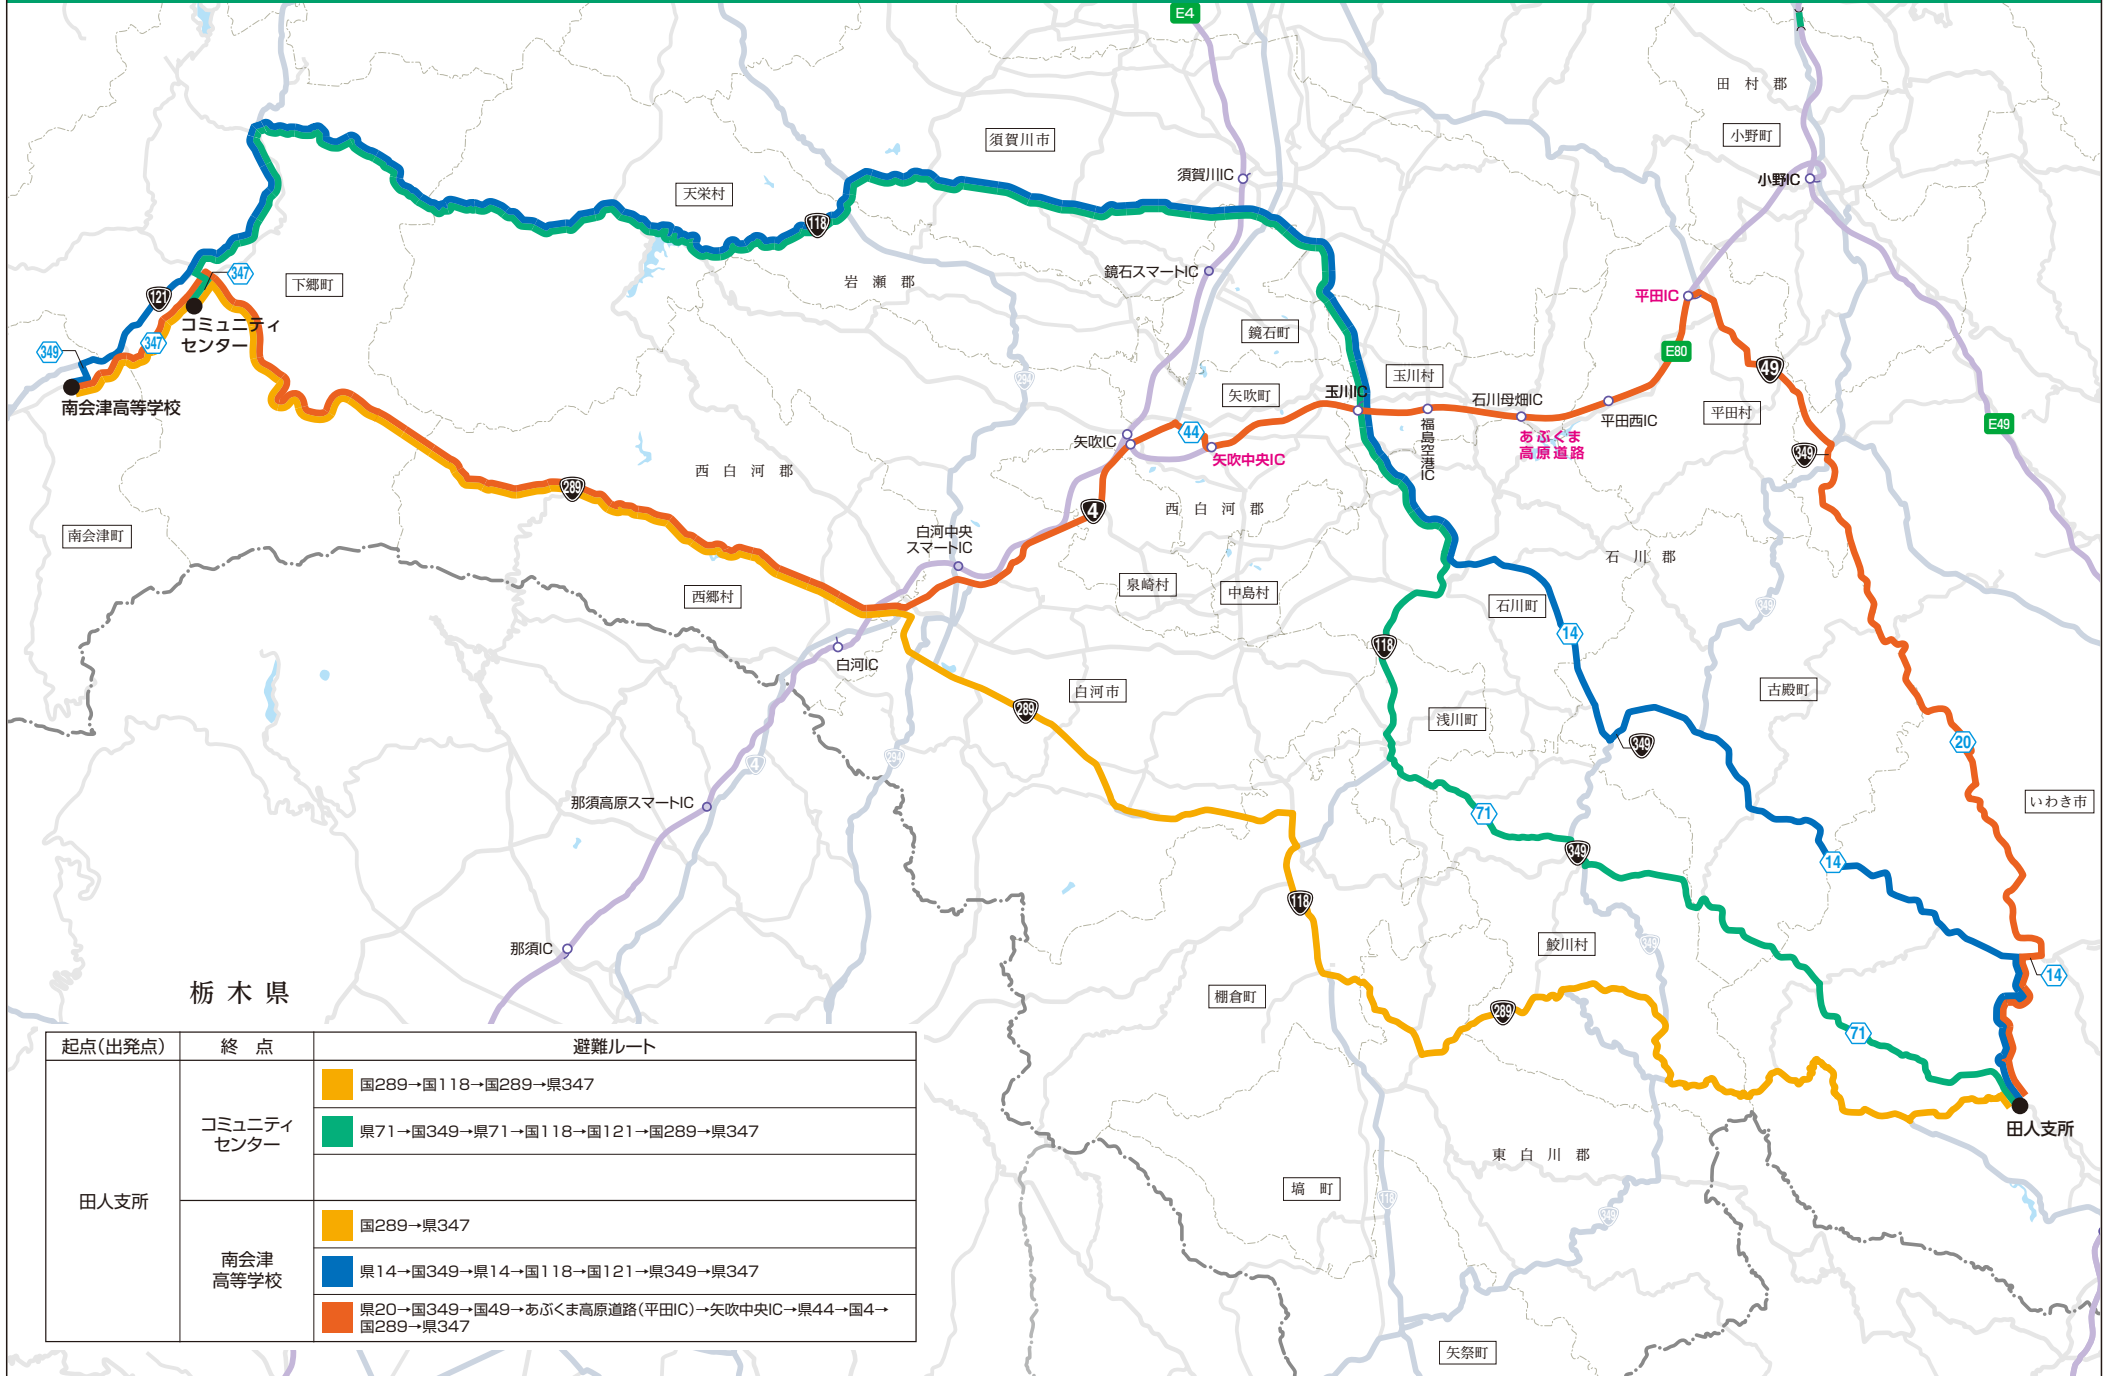 E4
田村郡
須賀川市
小野町
須賀川IC
小野IC
天栄村
118
347
下郷町
岩瀬郡
鏡石スマートIC
121
平田IC
コミュニティ
センター
鏡石町
349
347
E80
玉川村
49
294
南会津高等学校
矢吹町
玉川IC
石川母畑IC
平田西IC
平田村
E49
矢吹IC
44
福島空港IC
あぶくま
高原道路
矢吹中央IC
349
西白河郡
289
4
西白河郡
南会津町
白河中央
スマートIC
石川郡
西郷村
泉崎村
中島村
石川町
349
14
118
白河IC
白河市
古殿町
289
浅川町
349
20
4
294
那須高原スマートIC
いわき市
71
349
14
118
那須IC
鮫川村
349
14
栃木県
棚倉町
289
71
田人支所
東白川郡
塙町
118
349
矢祭町
起点(出発点)
終 点
避難ルート
田人支所
コミュニティ
センター
国289→国118→国289→県347
県71→国349→県71→国118→国121→国289→県347
南会津
高等学校
国289→県347
県14→国349→県14→国118→国121→県349→県347
県20→国349→国49→あぶくま高原道路(平田IC)→矢吹中央IC→県44→国4→
国289→県347